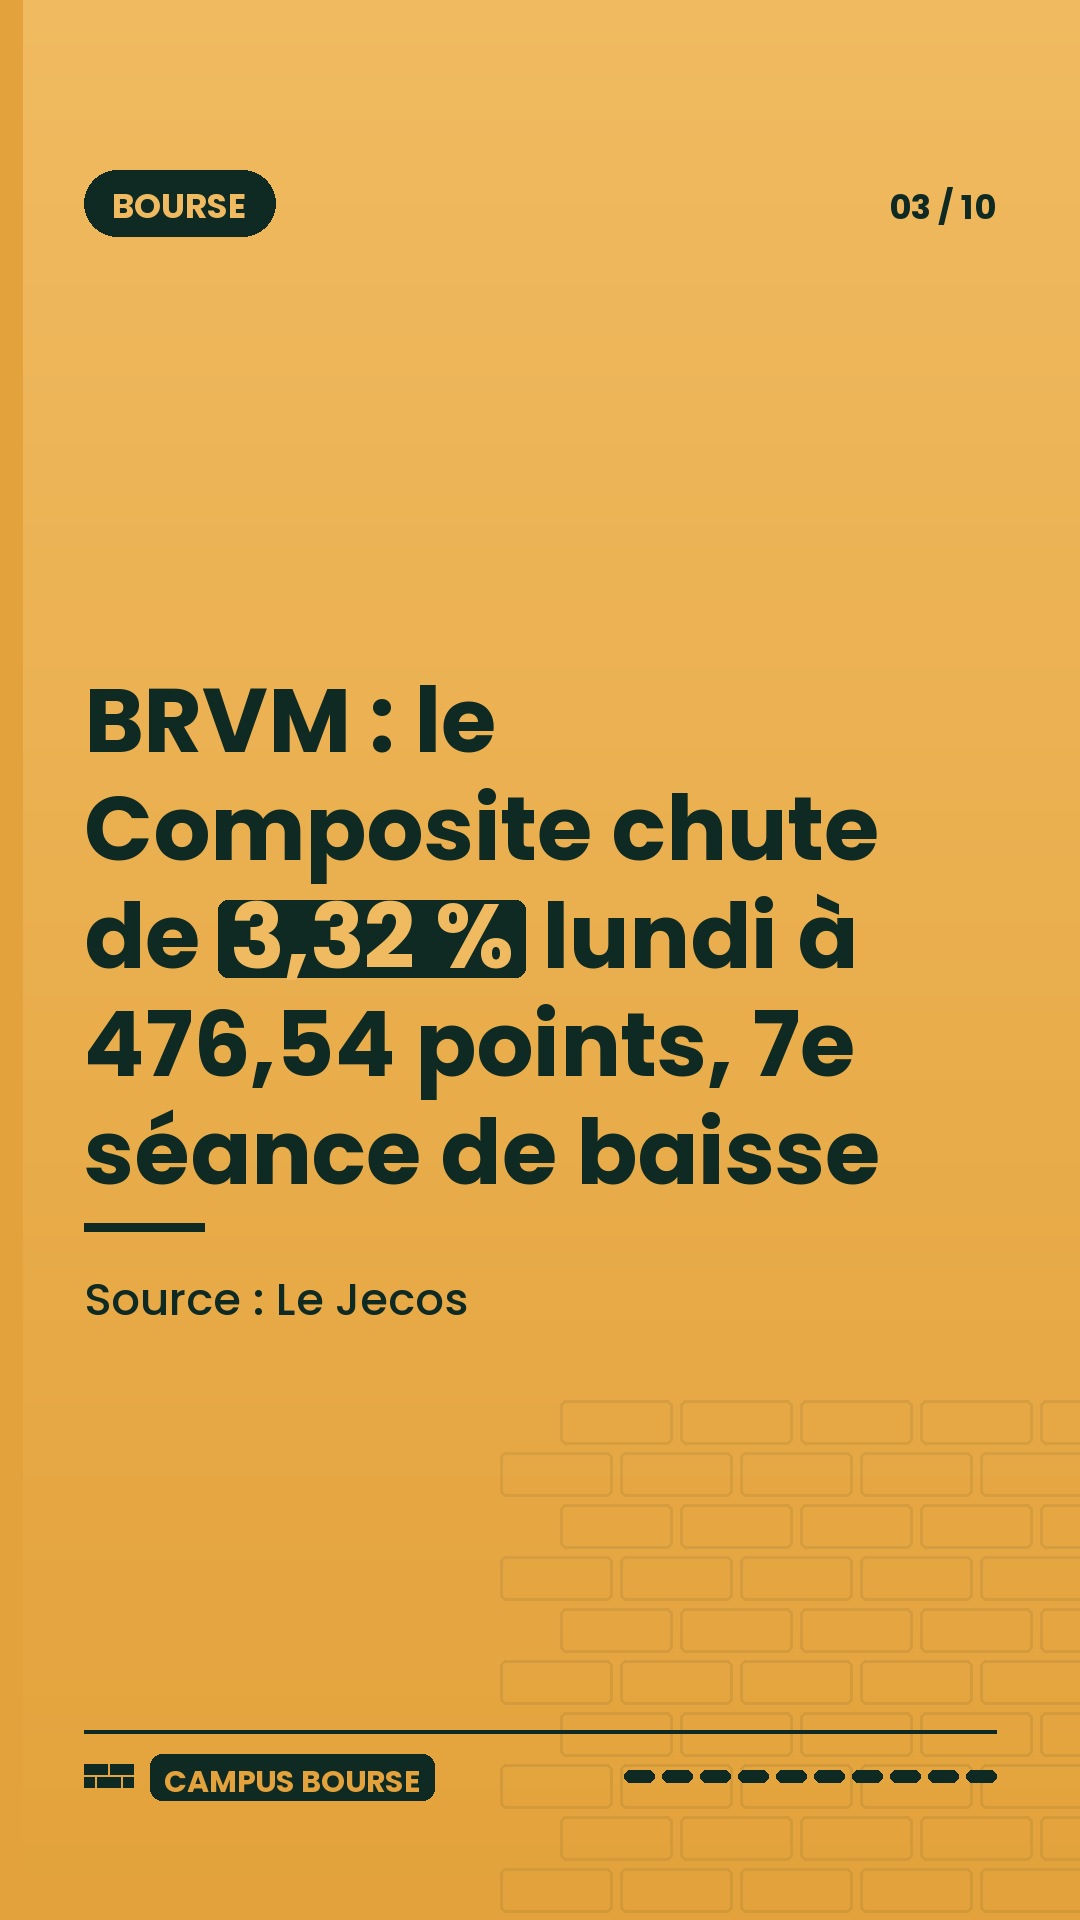 BOURSE
03 / 10
BRVM : le
Composite chute
de 3,32 % lundi à
476,54 points, 7e
séance de baisse
Source : Le Jecos
CAMPUS BOURSE